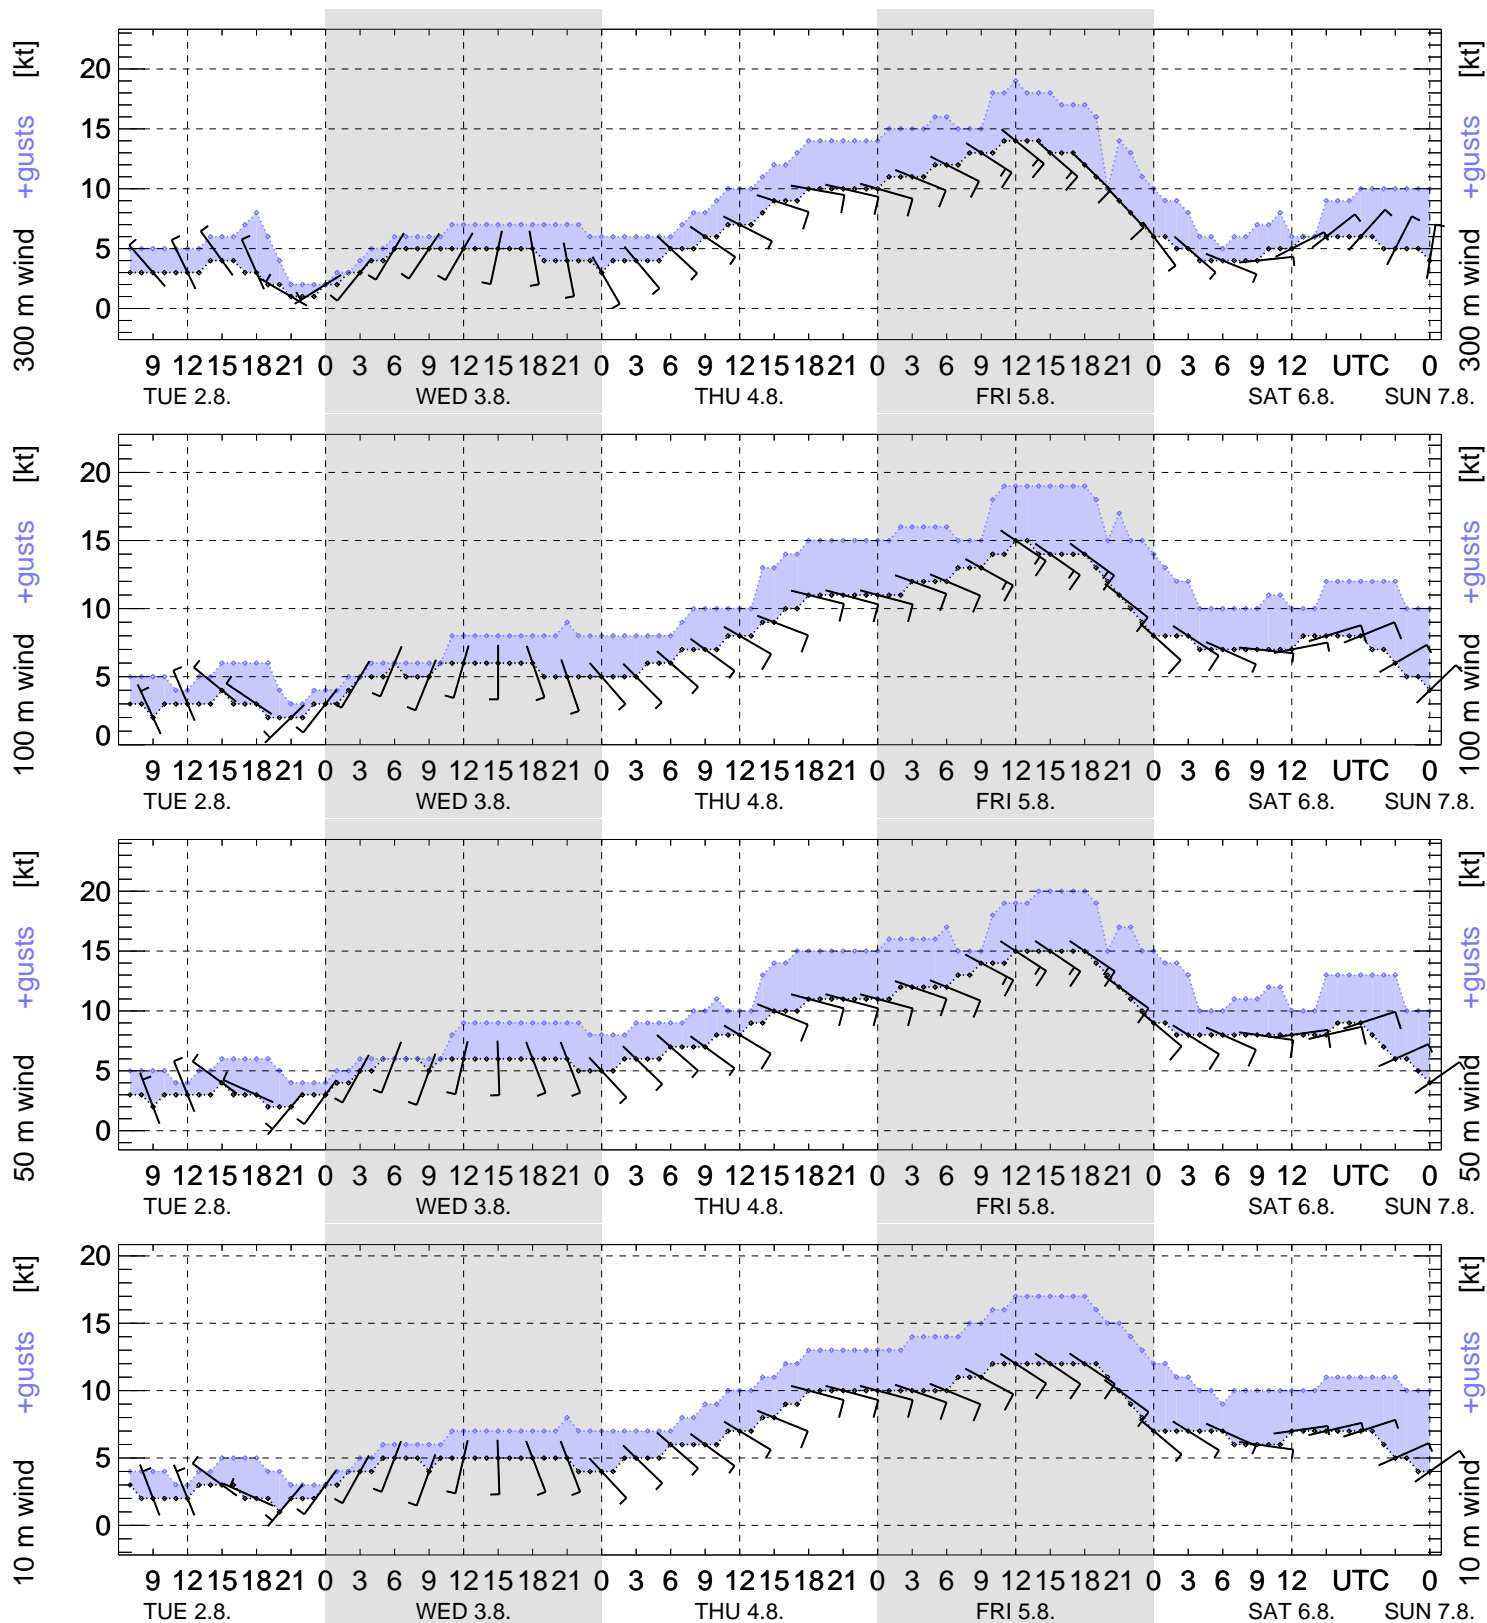 300 m wind +gusts [kt]
20
15
10
5
0
300 m wind +gusts [kt]
9 12 15 18 21 0 3 6 9 12 15 18 21 0 3 6 9 12 15 18 21 0 3 6 9 12 15 18 21 0 3 6 9 12 UTC 0
TUE 2.8. WED 3.8. THU 4.8. FRI 5.8. SAT 6.8. SUN 7.8.
100 m wind +gusts [kt]
20
15
10
5
0
100 m wind +gusts [kt]
9 12 15 18 21 0 3 6 9 12 15 18 21 0 3 6 9 12 15 18 21 0 3 6 9 12 15 18 21 0 3 6 9 12 UTC 0
TUE 2.8. WED 3.8. THU 4.8. FRI 5.8. SAT 6.8. SUN 7.8.
50 m wind +gusts [kt]
20
15
10
5
0
50 m wind +gusts [kt]
9 12 15 18 21 0 3 6 9 12 15 18 21 0 3 6 9 12 15 18 21 0 3 6 9 12 15 18 21 0 3 6 9 12 UTC 0
TUE 2.8. WED 3.8. THU 4.8. FRI 5.8. SAT 6.8. SUN 7.8.
10 m wind +gusts [kt]
20
15
10
5
0
10 m wind +gusts [kt]
9 12 15 18 21 0 3 6 9 12 15 18 21 0 3 6 9 12 15 18 21 0 3 6 9 12 15 18 21 0 3 6 9 12 UTC 0
TUE 2.8. WED 3.8. THU 4.8. FRI 5.8. SAT 6.8. SUN 7.8.